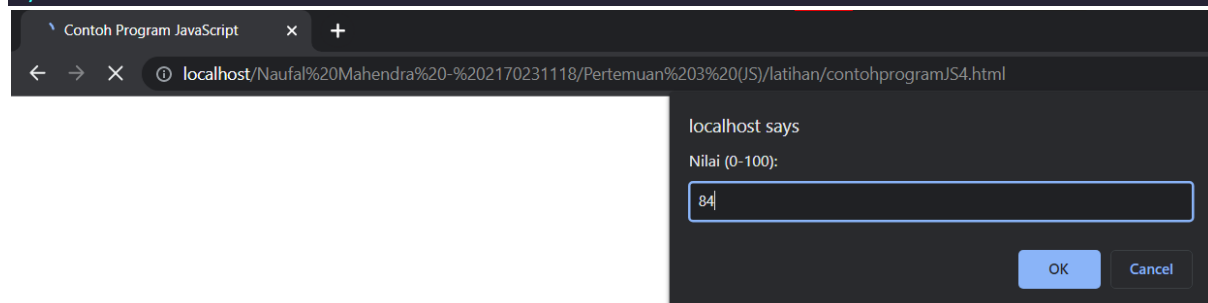 Contoh Program JavaScript
localhost/Naufal%20Mahendra%20-%202170231118/Pertemuan%203%20(JS)/latihan/contohprogramJS4.html
localhost says
Nilai (0-100):
84
OK Cancel